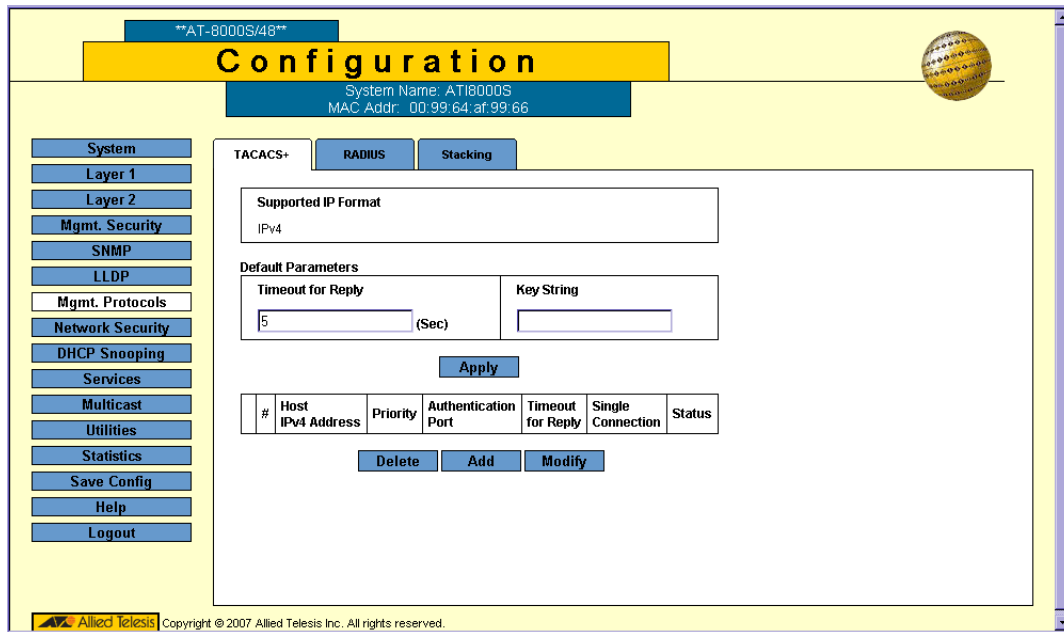 **AT-8000S/48**
Configuration
System Name: ATI8000S
MAC Addr: 00:99:64:af:99:66
System
Layer 1
Layer 2
Mgmt. Security
SNMP
LLDP
Mgmt. Protocols
Network Security
DHCP Snooping
Services
Multicast
Utilities
Statistics
Save Config
Help
Logout
TACACS+ RADIUS Stacking
Supported IP Format
IPv4
Default Parameters
Timeout for Reply Key String
5 (Sec)
Apply
# Host IPv4 Address Priority Authentication Port Timeout for Reply Single Connection Status
Delete Add Modify
Allied Telesis Copyright © 2007 Allied Telesis Inc. All rights reserved.